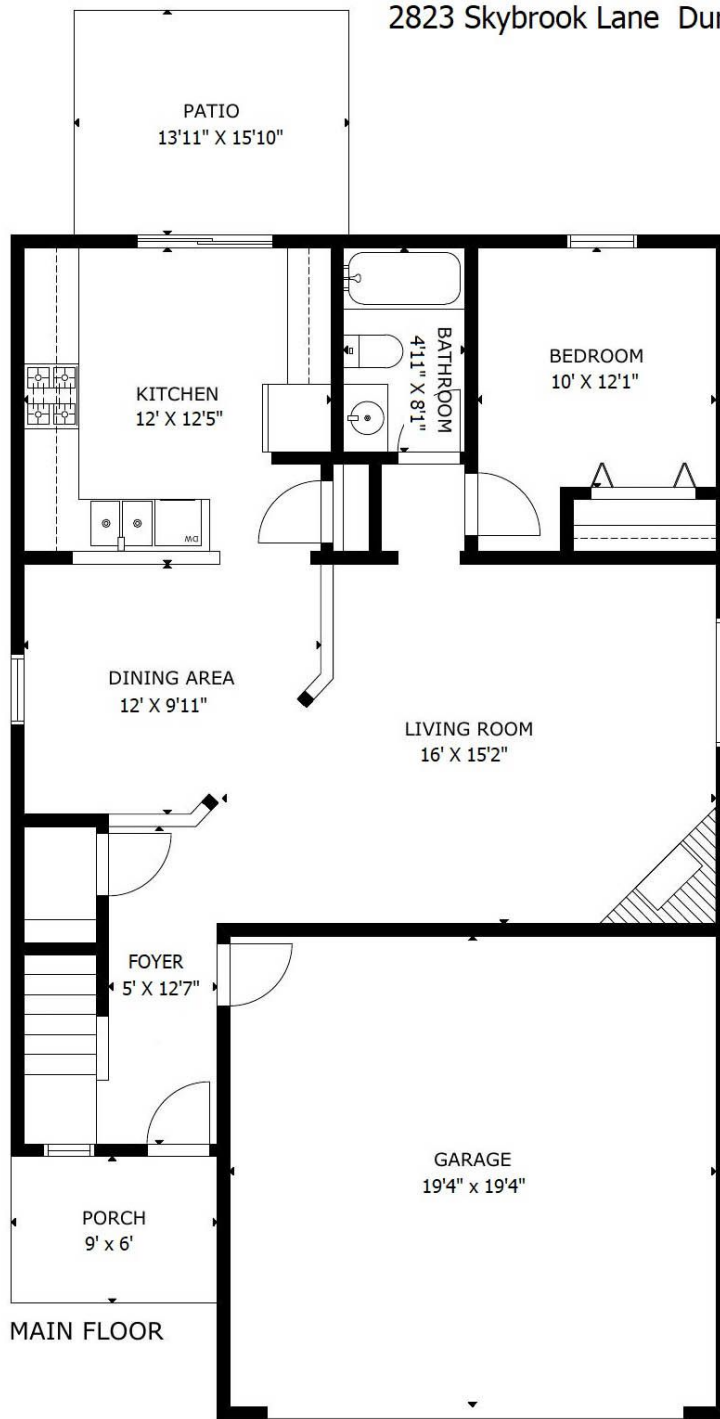 2823 Skybrook Lane
PATIO
13'11" X 15'10"
KITCHEN
12' X 12'5"
BATHROOM
4'11" X 8'1"
BEDROOM
10' X 12'1"
DW
DINING AREA
12' X 9'11"
LIVING ROOM
16' X 15'2"
FOYER
5' X 12'7"
GARAGE
19'4" x 19'4"
PORCH
9' x 6'
MAIN FLOOR